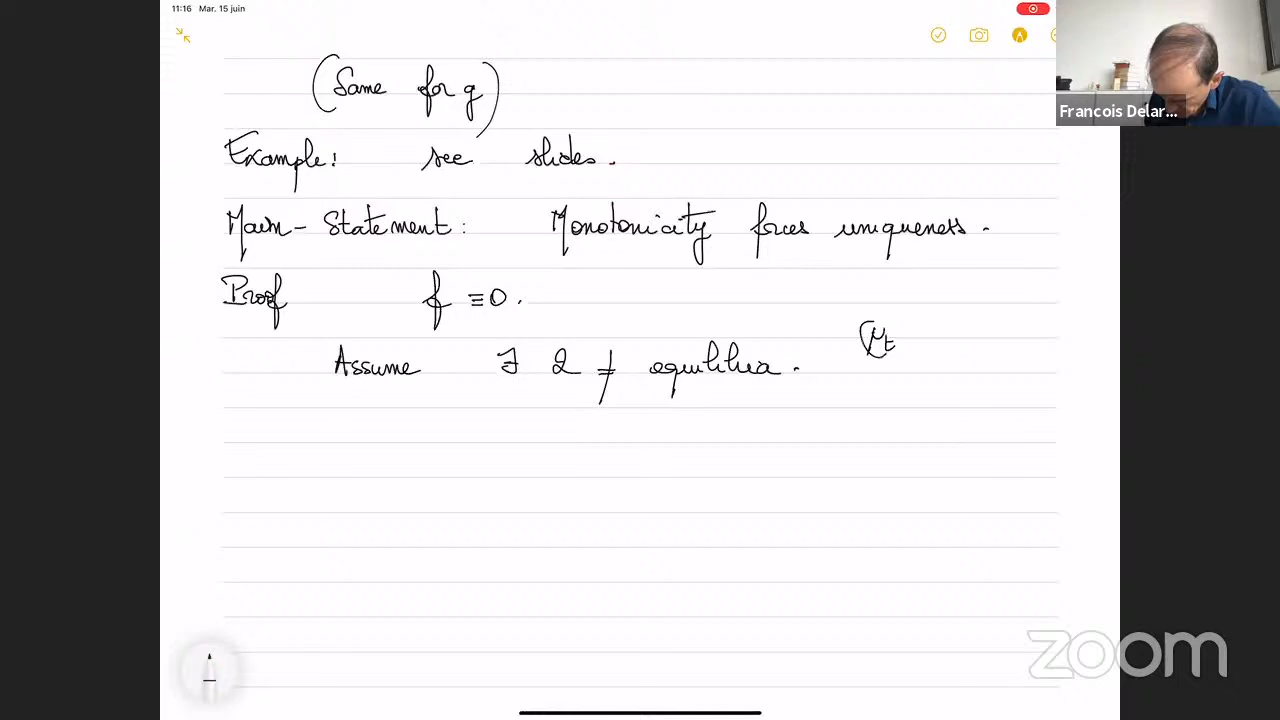 11:16 Mar. 15 juin
(Same for g)
Francois Delar...
Example: see slides.
Main-Statement: Monotonicity forces uniqueness.
Proof f ≡ 0.
(μt
Assume ∃ 2 ≠ equilibria.
zoom